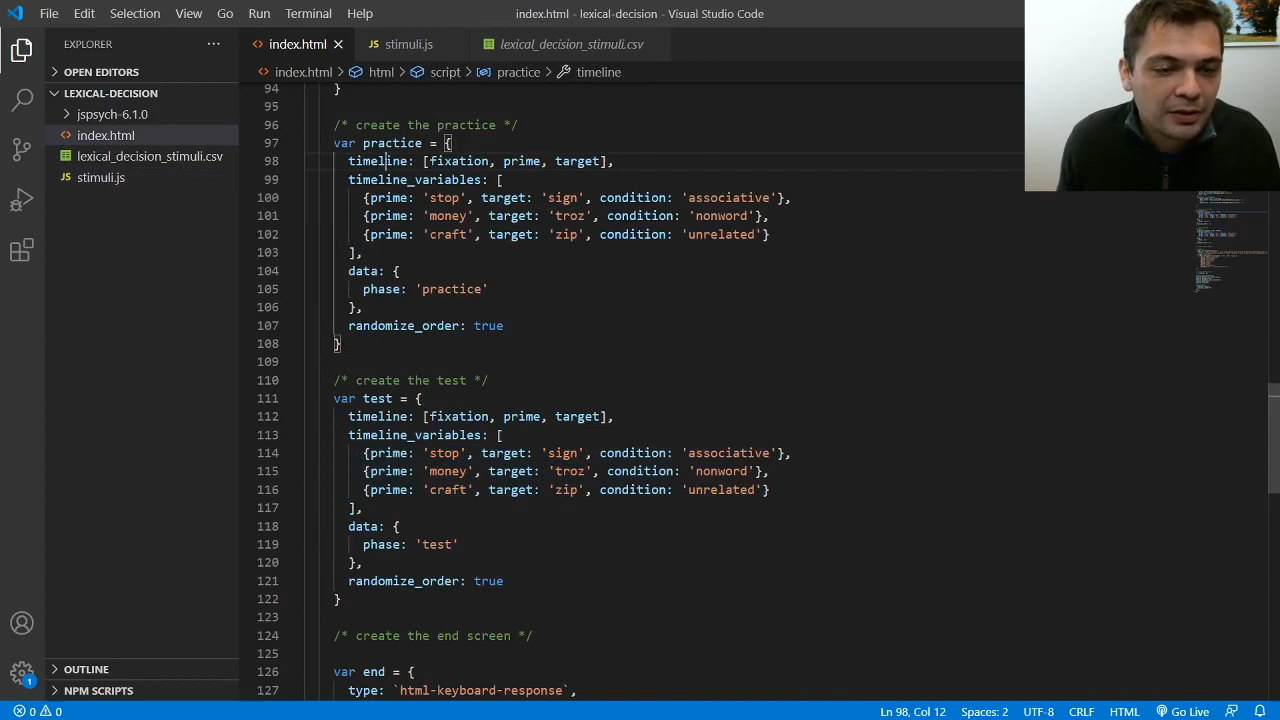 File Edit Selection View Go Run Terminal Help
index.html - lexical-decision - Visual Studio Code
EXPLORER
index.html
stimuli.js
lexical_decision_stimuli.csv
OPEN EDITORS
index.html html script practice timeline
LEXICAL-DECISION
jspsych-6.1.0
index.html
lexical_decision_stimuli.csv
stimuli.js
94 }
95
96 /* create the practice */
97 var practice = {
98 timeline: [fixation, prime, target],
99 timeline_variables: [
100 {prime: 'stop', target: 'sign', condition: 'associative'},
101 {prime: 'money', target: 'troz', condition: 'nonword'},
102 {prime: 'craft', target: 'zip', condition: 'unrelated'}
103 ],
104 data: {
105 phase: 'practice'
106 },
107 randomize_order: true
108 }
109
110 /* create the test */
111 var test = {
112 timeline: [fixation, prime, target],
113 timeline_variables: [
114 {prime: 'stop', target: 'sign', condition: 'associative'},
115 {prime: 'money', target: 'troz', condition: 'nonword'},
116 {prime: 'craft', target: 'zip', condition: 'unrelated'}
117 ],
118 data: {
119 phase: 'test'
120 },
121 randomize_order: true
122 }
123
124 /* create the end screen */
125
126 var end = {
127 type: `html-keyboard-response`,
OUTLINE
NPM SCRIPTS
1
0 0
Ln 98, Col 12 Spaces: 2 UTF-8 CRLF HTML Go Live